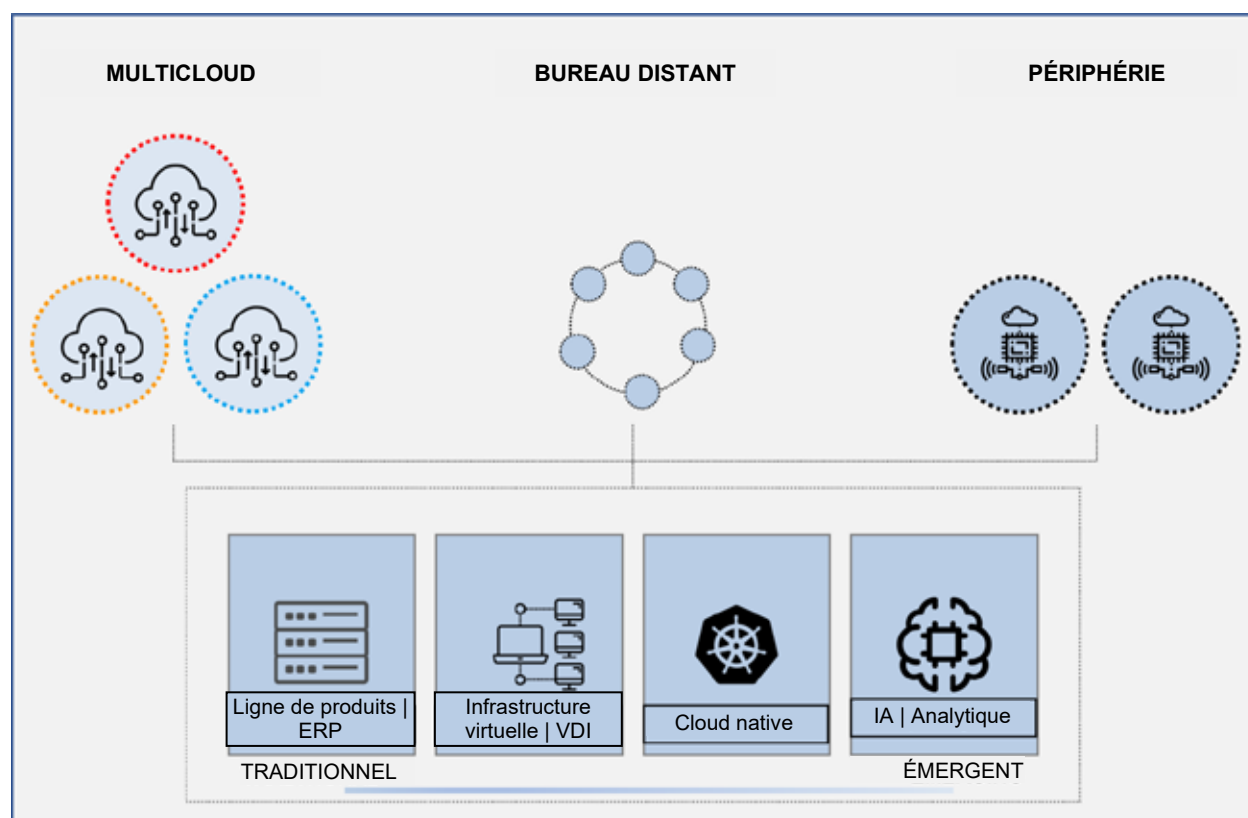 MULTICLOUD
BUREAU DISTANT
PÉRIPHÉRIE
Ligne de produits |
ERP
Infrastructure
virtuelle | VDI
Cloud native
IA | Analytique
TRADITIONNEL
ÉMERGENT